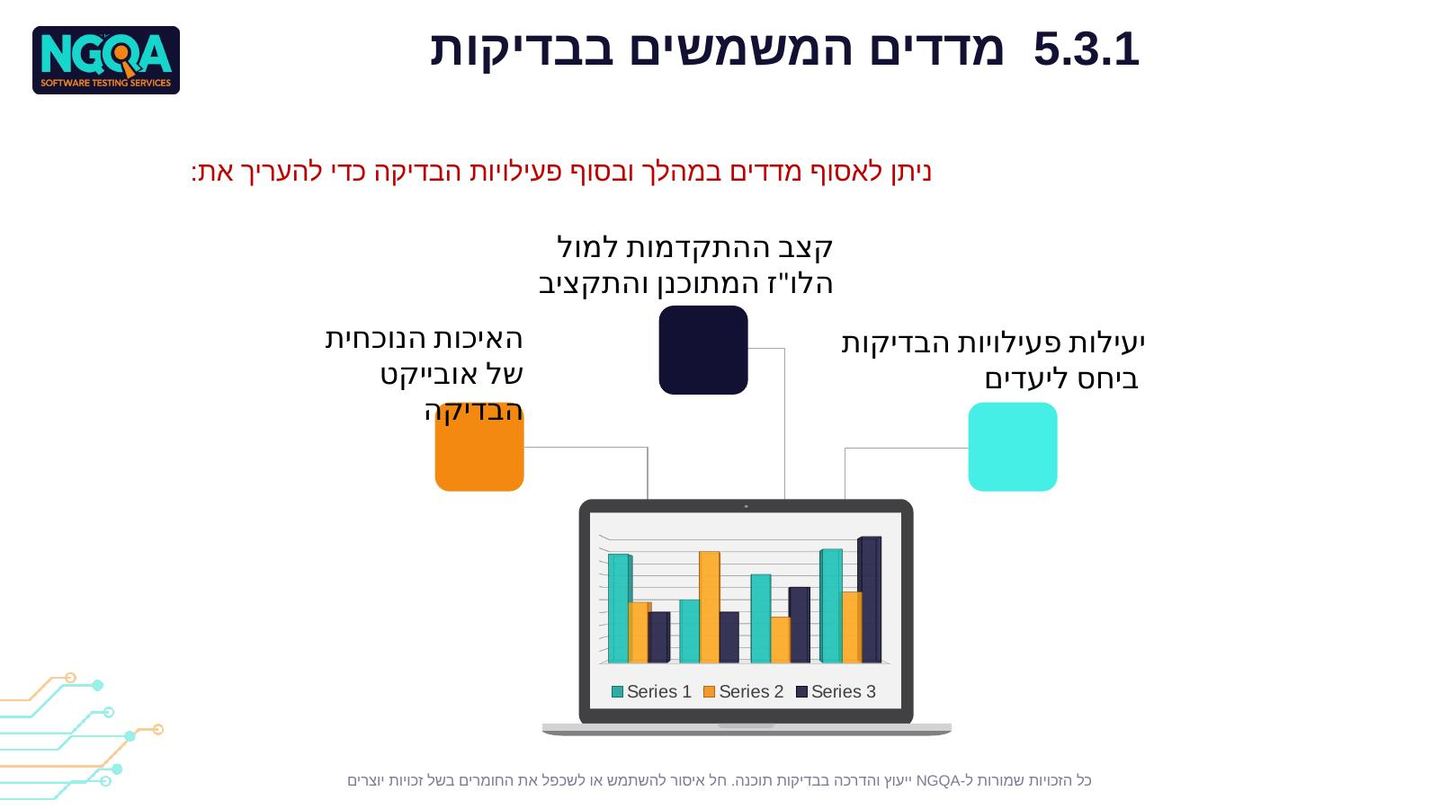 NGQA
SOFTWARE TESTING SERVICES
5.3.1 מדדים המשמשים בבדיקות
ניתן לאסוף מדדים במהלך ובסוף פעילויות הבדיקה כדי להעריך את:
קצב ההתקדמות למול
הלו"ז המתוכנן והתקציב
יעילות פעילויות הבדיקות
ביחס ליעדים
האיכות הנוכחית
של אובייקט
הבדיקה
Series 1 Series 2 Series 3
כל הזכויות שמורות ל-NGQA ייעוץ והדרכה בבדיקות תוכנה. חל איסור להשתמש או לשכפל את החומרים בשל זכויות יוצרים